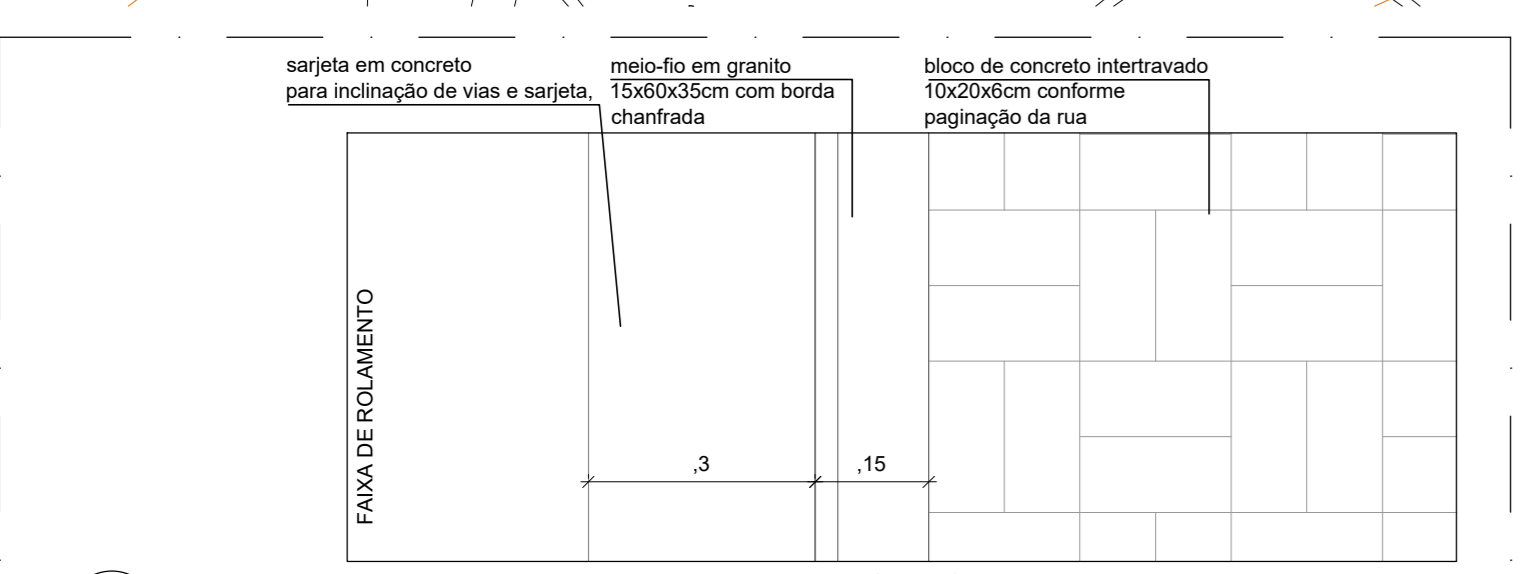 sarjeta em concreto
para inclinação de vias e sarjeta,
meio-fio em granito
15x60x35cm com borda
chanfrada
bloco de concreto intertravado
10x20x6cm conforme
paginação da rua
FAIXA DE ROLAMENTO
,3
,15